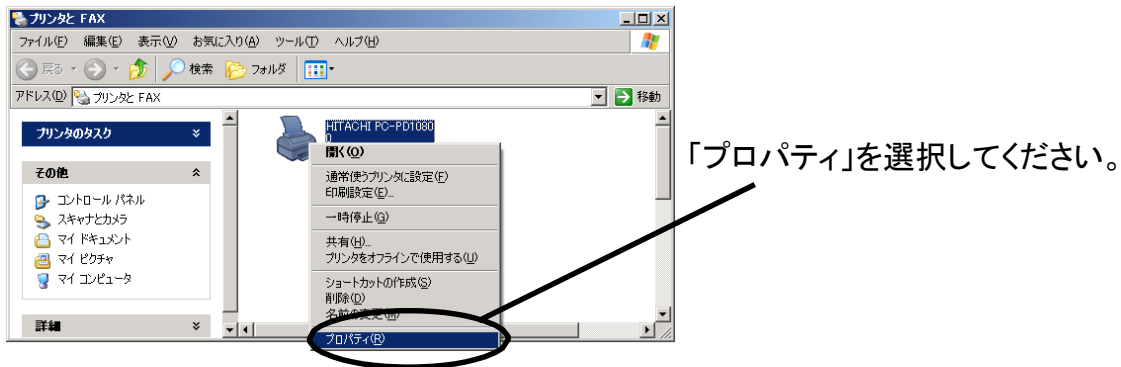 プリンタと FAX
ファイル(F) 編集(E) 表示(V) お気に入り(A) ツール(T) ヘルプ(H)
戻る 検索 フォルダ
アドレス(D) プリンタと FAX 移動
プリンタのタスク
その他
コントロール パネル
スキャナとカメラ
マイ ドキュメント
マイ ピクチャ
マイ コンピュータ
詳細
HITACHI PC-PD1080
0
開く(O)
通常使うプリンタに設定(F)
印刷設定(E)...
一時停止(G)
共有(H)...
プリンタをオフラインで使用する(U)
ショートカットの作成(S)
削除(D)
名前の変更(M)
プロパティ(R)
「プロパティ」を選択してください。